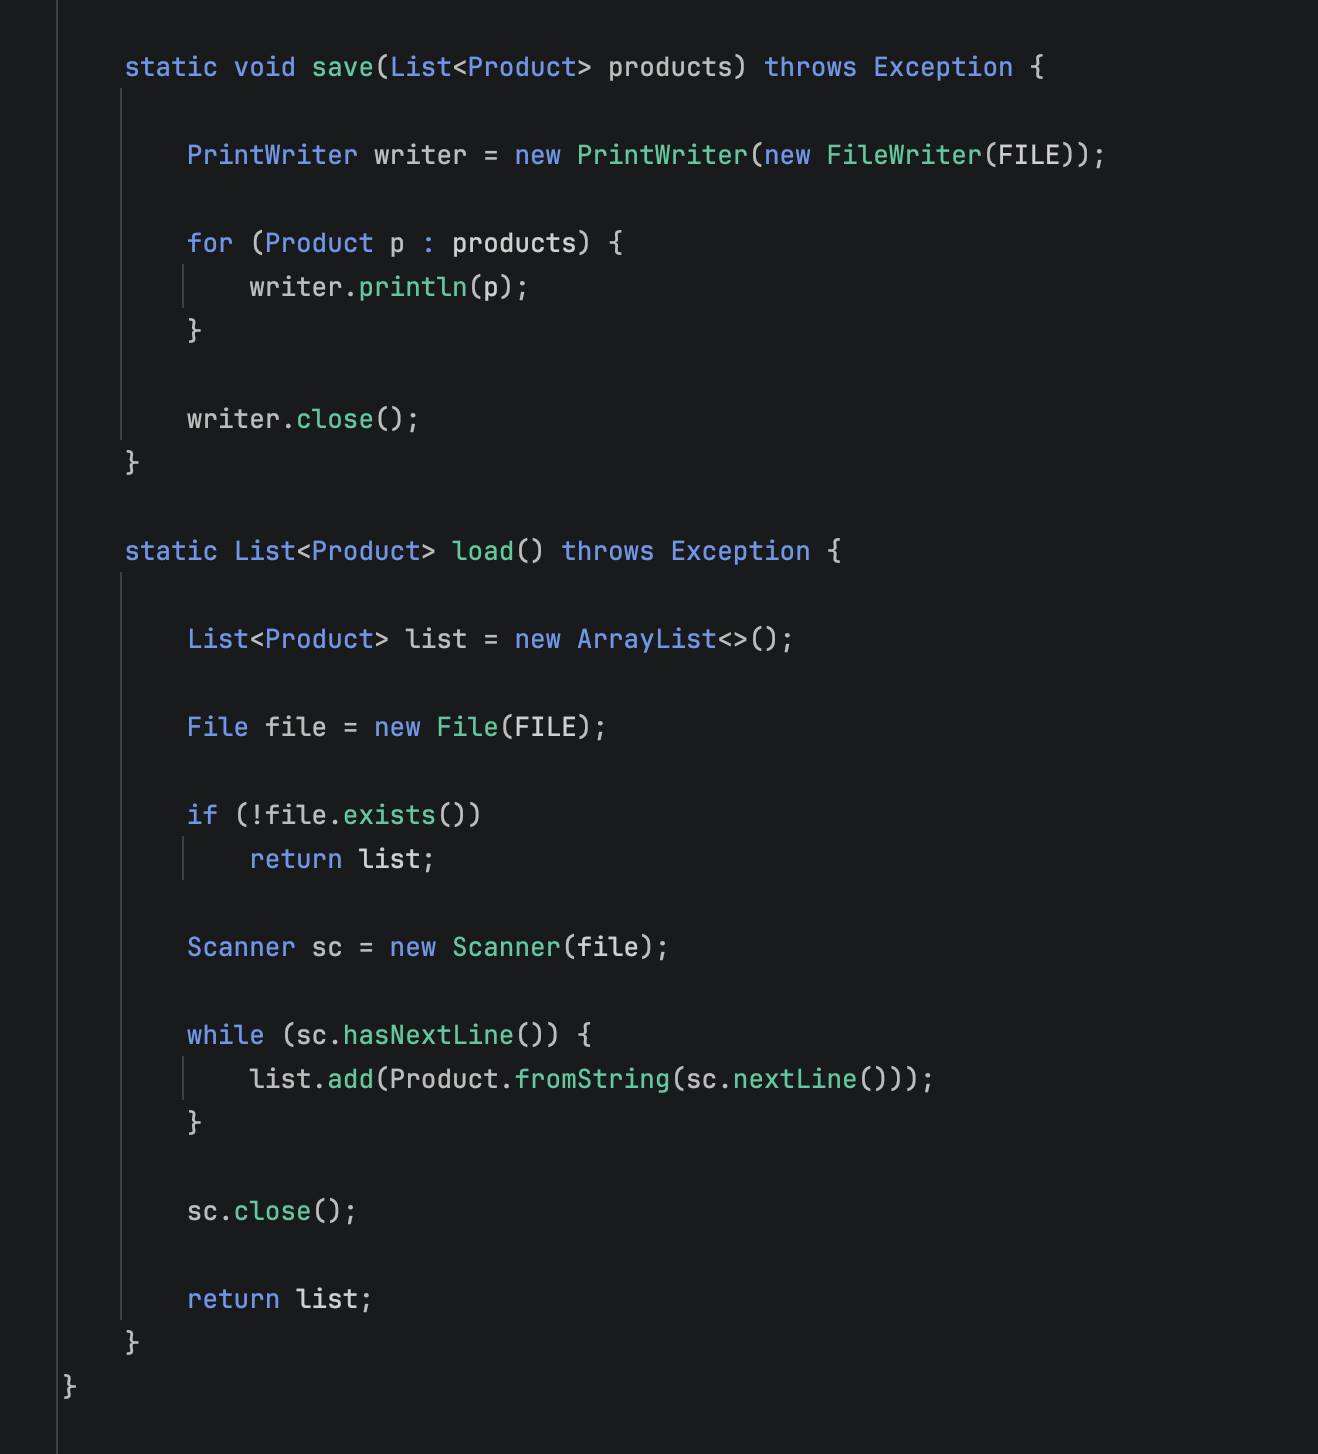 static void save(List<Product> products) throws Exception {
PrintWriter writer = new PrintWriter(new FileWriter(FILE));
for (Product p : products) {
writer.println(p);
}
writer.close();
}
static List<Product> load() throws Exception {
List<Product> list = new ArrayList<>();
File file = new File(FILE);
if (!file.exists())
return list;
Scanner sc = new Scanner(file);
while (sc.hasNextLine()) {
list.add(Product.fromString(sc.nextLine()));
}
sc.close();
return list;
}
}